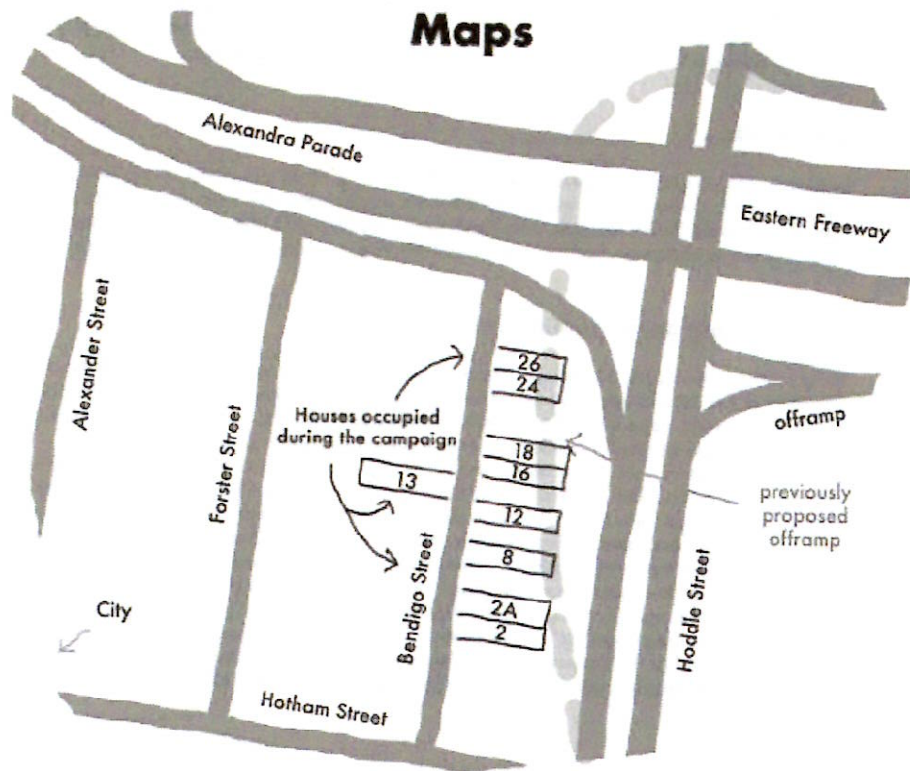 Maps
Alexandra Parade
Eastern Freeway
Alexander Street
Forster Street
Houses occupied
during the campaign
26
24
18
16
13
12
8
2A
2
Bendigo Street
offramp
previously
proposed
offramp
Hoddle Street
City
Hotham Street